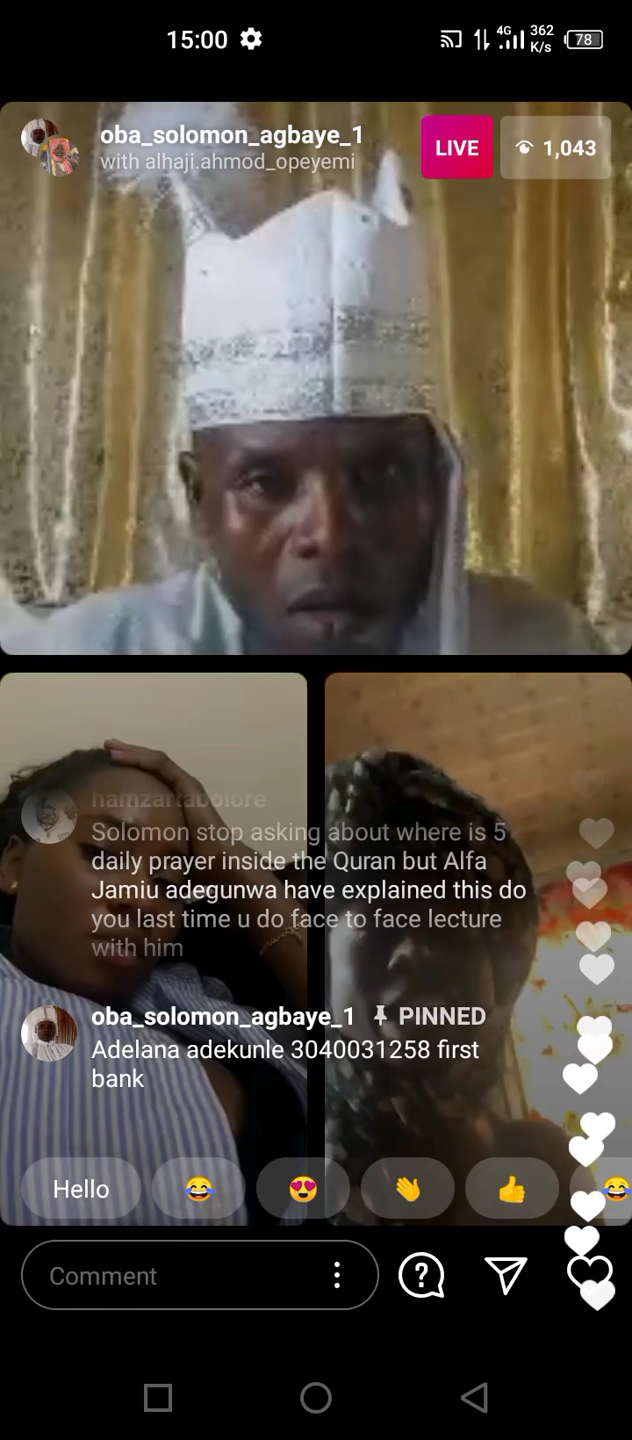 15:00
4G
362
K/s
78
oba_solomon_agbaye_1
with alhaji.ahmod_opeyemi
LIVE
1,043
hamzartabolore
Solomon stop asking about where is 5
daily prayer inside the Quran but Alfa
Jamiu adegunwa have explained this do
you last time u do face to face lecture
with him
oba_solomon_agbaye_1 PINNED
Adelana adekunle 3040031258 first
bank
Hello
Comment